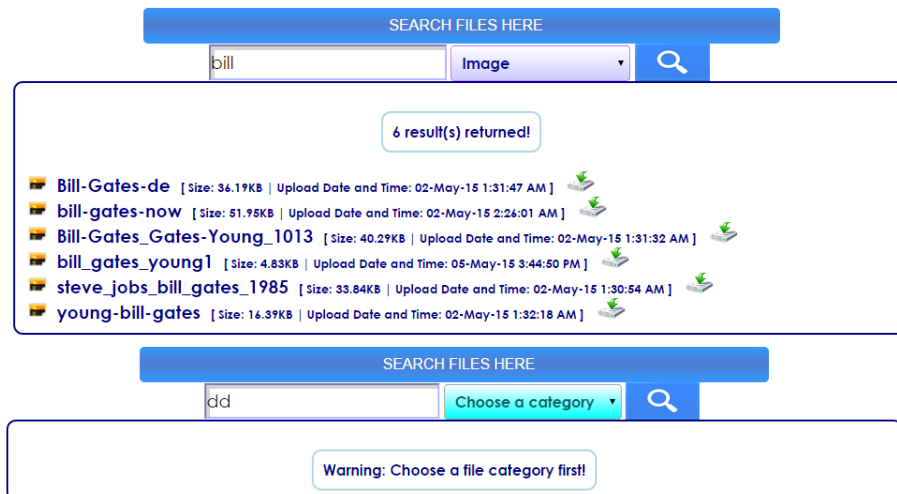 SEARCH FILES HERE
bill Image
6 result(s) returned!
Bill-Gates-de [ Size: 36.19KB | Upload Date and Time: 02-May-15 1:31:47 AM ]
bill-gates-now [ Size: 51.95KB | Upload Date and Time: 02-May-15 2:26:01 AM ]
Bill-Gates_Gates-Young_1013 [ Size: 40.29KB | Upload Date and Time: 02-May-15 1:31:32 AM ]
bill_gates_young1 [ Size: 4.83KB | Upload Date and Time: 05-May-15 3:44:50 PM ]
steve_jobs_bill_gates_1985 [ Size: 33.84KB | Upload Date and Time: 02-May-15 1:30:54 AM ]
young-bill-gates [ Size: 16.39KB | Upload Date and Time: 02-May-15 1:32:18 AM ]
SEARCH FILES HERE
dd Choose a category
Warning: Choose a file category first!